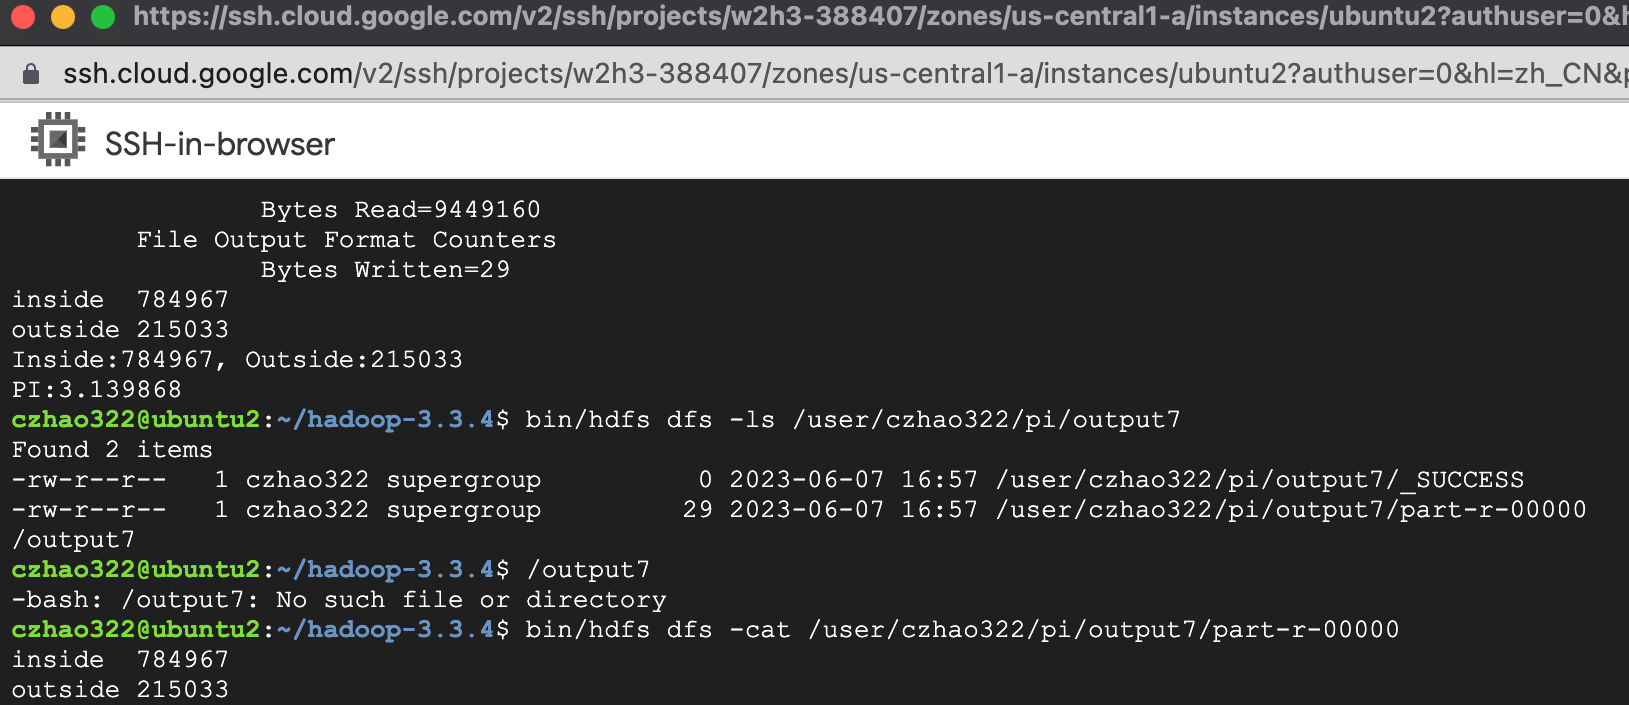 https://ssh.cloud.google.com/v2/ssh/projects/w2h3-388407/zones/us-central1-a/instances/ubuntu2?authuser=0&h
ssh.cloud.google.com/v2/ssh/projects/w2h3-388407/zones/us-central1-a/instances/ubuntu2?authuser=0&hl=zh_CN&p
SSH-in-browser
Bytes Read=9449160
File Output Format Counters
Bytes Written=29
inside  784967
outside 215033
Inside:784967, Outside:215033
PI:3.139868
czhao322@ubuntu2:~/hadoop-3.3.4$ bin/hdfs dfs -ls /user/czhao322/pi/output7
Found 2 items
-rw-r--r--   1 czhao322 supergroup          0 2023-06-07 16:57 /user/czhao322/pi/output7/_SUCCESS
-rw-r--r--   1 czhao322 supergroup         29 2023-06-07 16:57 /user/czhao322/pi/output7/part-r-00000
/output7
czhao322@ubuntu2:~/hadoop-3.3.4$ /output7
-bash: /output7: No such file or directory
czhao322@ubuntu2:~/hadoop-3.3.4$ bin/hdfs dfs -cat /user/czhao322/pi/output7/part-r-00000
inside  784967
outside 215033